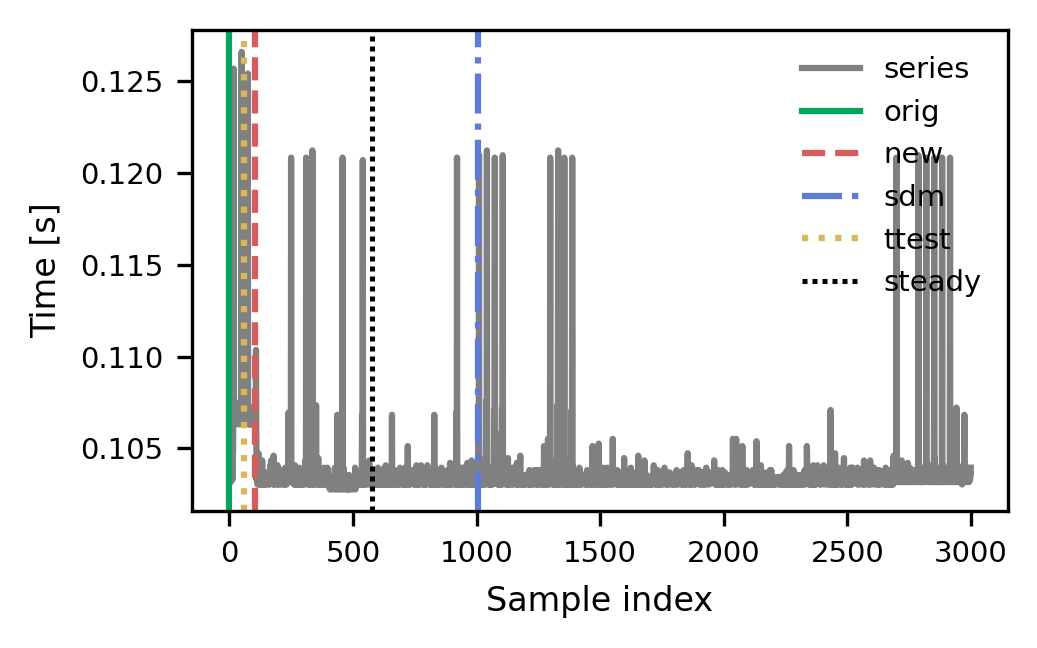 0.125
0.120
0.115
0.110
0.105
Time [s]
series
orig
new
sdm
ttest
steady
0 500 1000 1500 2000 2500 3000
Sample index